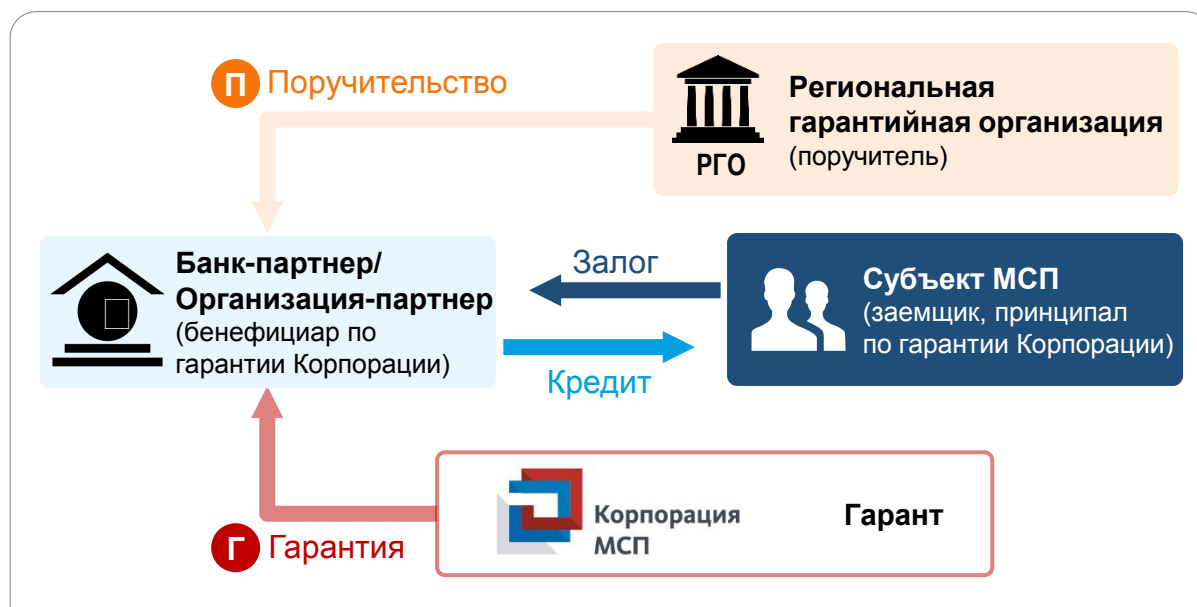 П Поручительство
Региональная
гарантийная организация
(поручитель)
РГО
Банк-партнер/
Организация-партнер
(бенефициар по
гарантии Корпорации)
Залог
Кредит
Субъект МСП
(заемщик, принципал
по гарантии Корпорации)
Г Гарантия
Корпорация
МСП
Гарант